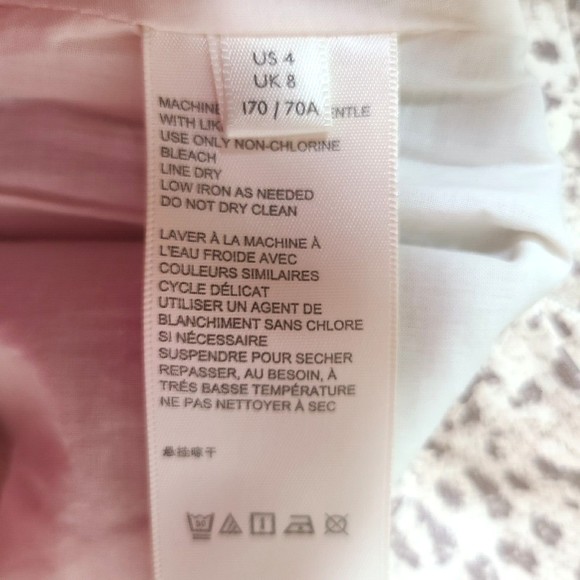 US 4
UK 8
170 / 70A
MACHINE
ENTLE
WITH LIK
USE ONLY NON-CHLORINE
BLEACH
LINE DRY
LOW IRON AS NEEDED
DO NOT DRY CLEAN
LAVER À LA MACHINE À
L'EAU FROIDE AVEC
COULEURS SIMILAIRES
CYCLE DÉLICAT
UTILISER UN AGENT DE
BLANCHIMENT SANS CHLORE
SI NÉCESSAIRE
SUSPENDRE POUR SECHER
REPASSER, AU BESOIN, À
TRÉS BASSE TEMPÉRATURE
NE PAS NETTOYER À SEC
悬挂晾干